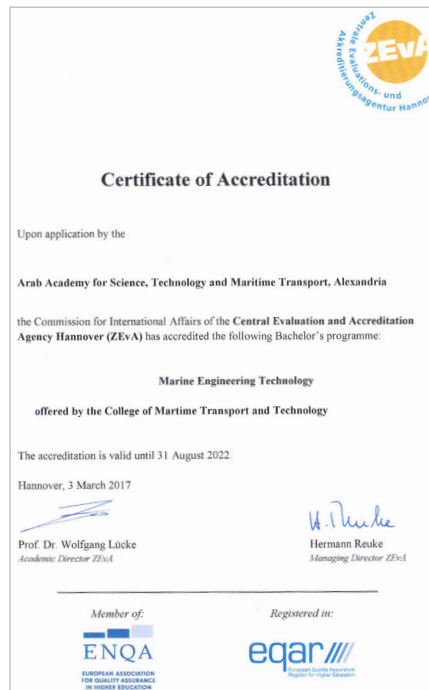 ZEvA
Zentrale Evaluations- und
Akkreditierungsagentur Hannover
Certificate of Accreditation
Upon application by the
Arab Academy for Science, Technology and Maritime Transport, Alexandria
the Commission for International Affairs of the Central Evaluation and Accreditation
Agency Hannover (ZEvA) has accredited the following Bachelor's programme:
Marine Engineering Technology
offered by the College of Martime Transport and Technology
The accreditation is valid until 31 August 2022.
Hannover, 3 March 2017
H. Reuke
Prof. Dr. Wolfgang Lücke
Academic Director ZEvA
Hermann Reuke
Managing Director ZEvA
Member of:
Registered in:
ENQA
EUROPEAN ASSOCIATION
FOR QUALITY ASSURANCE
IN HIGHER EDUCATION
eqar////
European Quality Assurance
Register for Higher Education